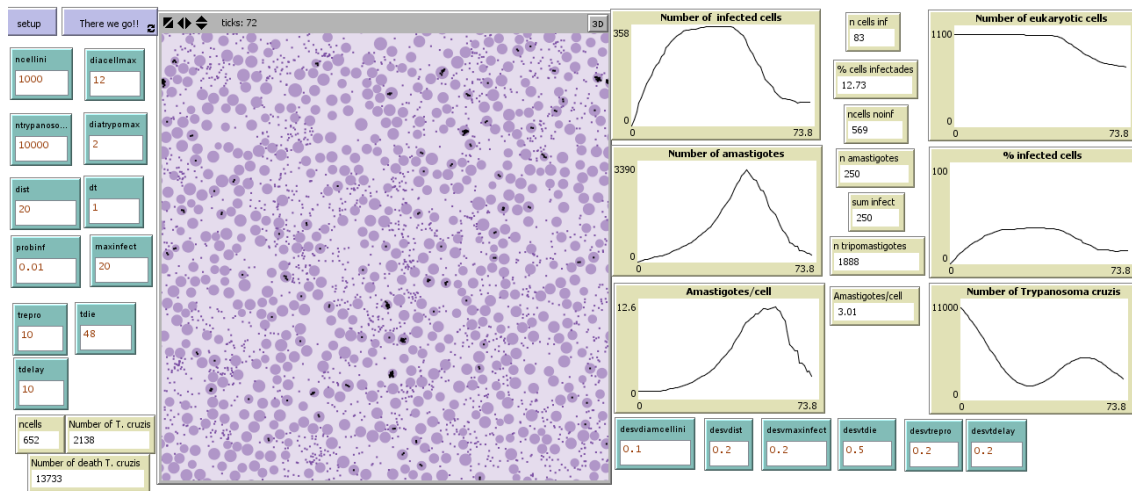 setup
There we go!!
ticks: 72
3D
ncellini
1000
diacellmax
12
ntrypanoso...
10000
diatrypomax
2
dist
20
dt
1
probinf
0.01
maxinfect
20
trepro
10
tdie
48
tdelay
10
ncells
652
Number of T. cruzis
2138
Number of death T. cruzis
13733
Number of infected cells
358
0
0
73.8
n cells inf
83
% cells infectades
12.73
ncells noinf
569
Number of eukaryotic cells
1100
0
0
73.8
Number of amastigotes
3390
0
0
73.8
n amastigotes
250
sum infect
250
n tripomastigotes
1888
% infected cells
100
0
0
73.8
Amastigotes/cell
12.6
0
0
73.8
Amastigotes/cell
3.01
Number of Trypanosoma cruzis
11000
0
0
73.8
desvdiamcellini
0.1
desvdist
0.2
desvmaxinfect
0.2
desvtdie
0.5
desvtrepro
0.2
desvtdelay
0.2